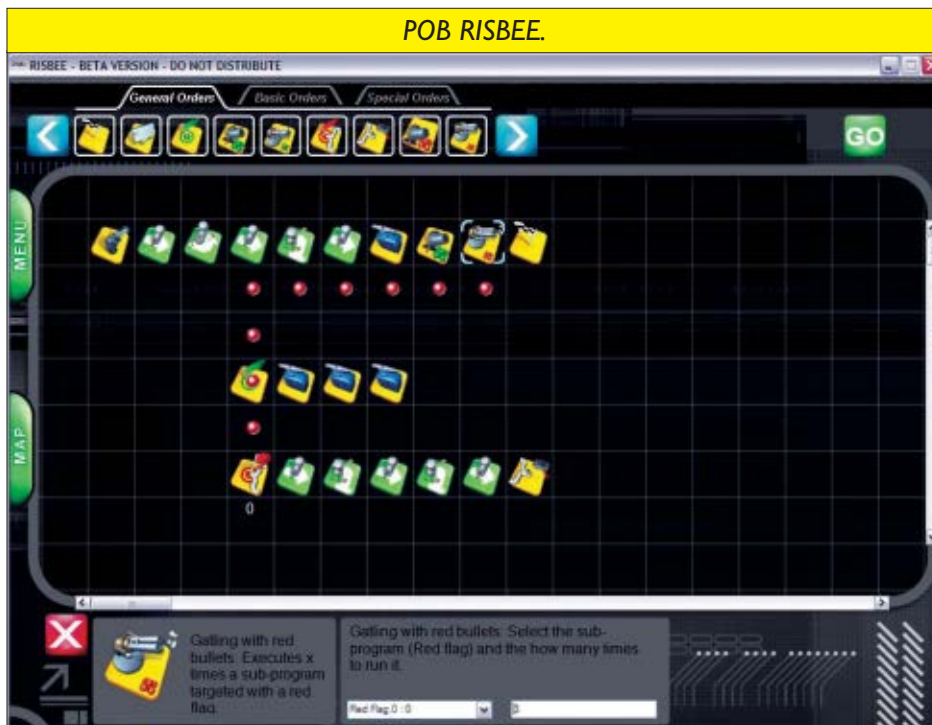 POB RISBEE.
RISBEE - BETA VERSION - DO NOT DISTRIBUTE
General Orders
Basic Orders
Special Orders
GO
MENU
MAP
0
Gatling with red
bullets: Executes x
times a sub-program
targeted with a red
flag.
Gatling with red bullets: Select the sub-
program (Red flag) and the how many times
to run it.
Red Flag 0 : 0